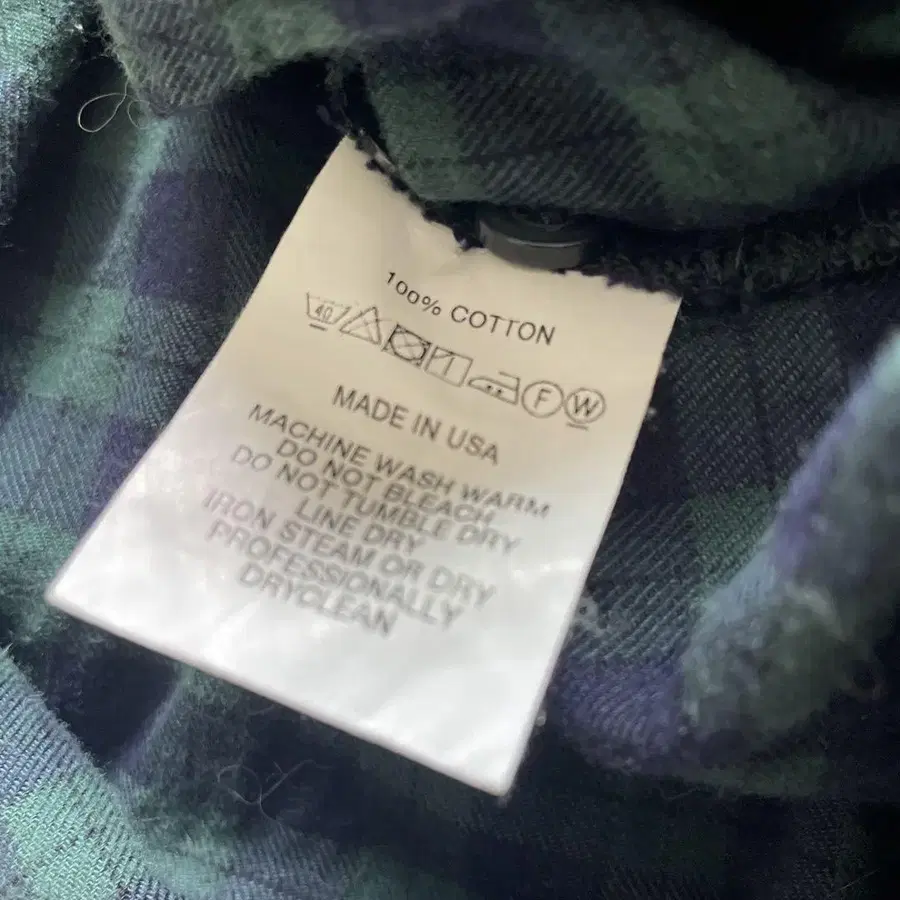 100% COTTON
40 F W
MADE IN USA
MACHINE WASH WARM
DO NOT BLEACH
DO NOT TUMBLE DRY
LINE DRY
IRON STEAM OR DRY
PROFESSIONALLY
DRYCLEAN